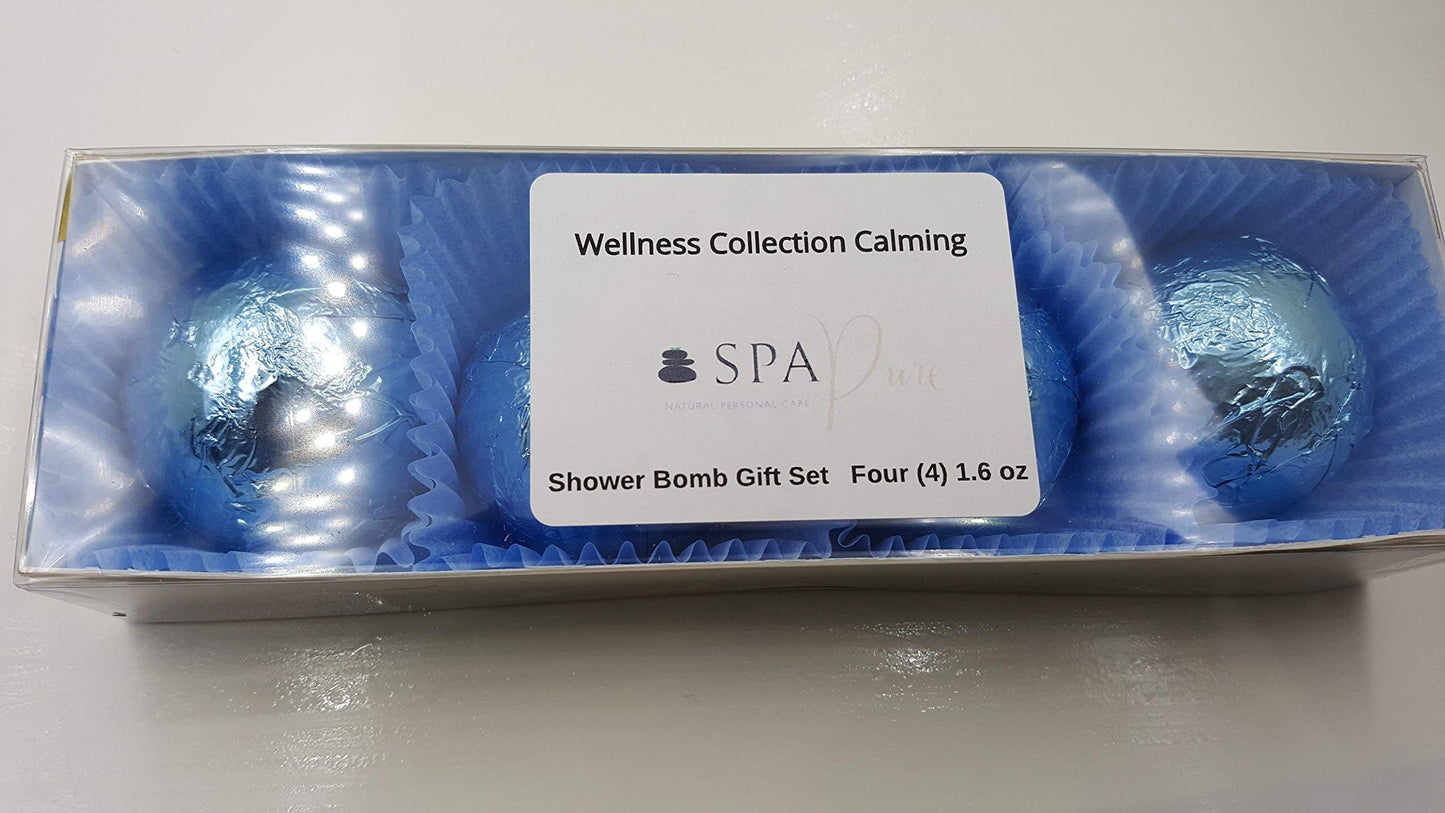 Wellness Collection Calming
SPA Pure
NATURAL PERSONAL CARE
Shower Bomb Gift Set Four (4) 1.6 oz